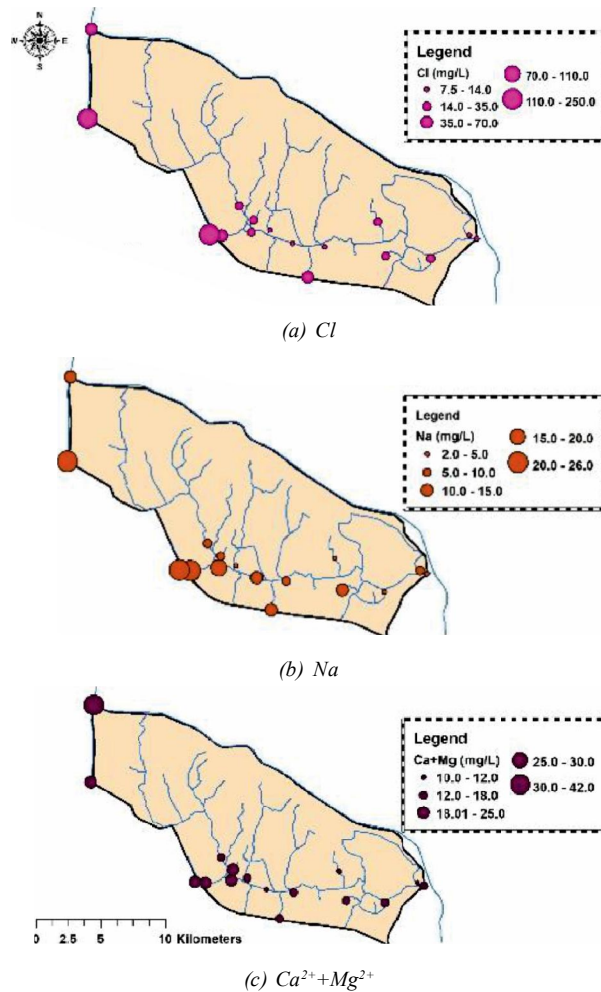 N
W E
S
Legend
Cl (mg/L)
7.5 - 14.0
14.0 - 35.0
35.0 - 70.0
70.0 - 110.0
110.0 - 250.0
(a) Cl
Legend
Na (mg/L)
2.0 - 5.0
5.0 - 10.0
10.0 - 15.0
15.0 - 20.0
20.0 - 26.0
(b) Na
Legend
Ca+Mg (mg/L)
10.0 - 12.0
12.0 - 18.0
18.01 - 25.0
25.0 - 30.0
30.0 - 42.0
0 2.5 5 10 Kilometers
(c) Ca²⁺+Mg²⁺